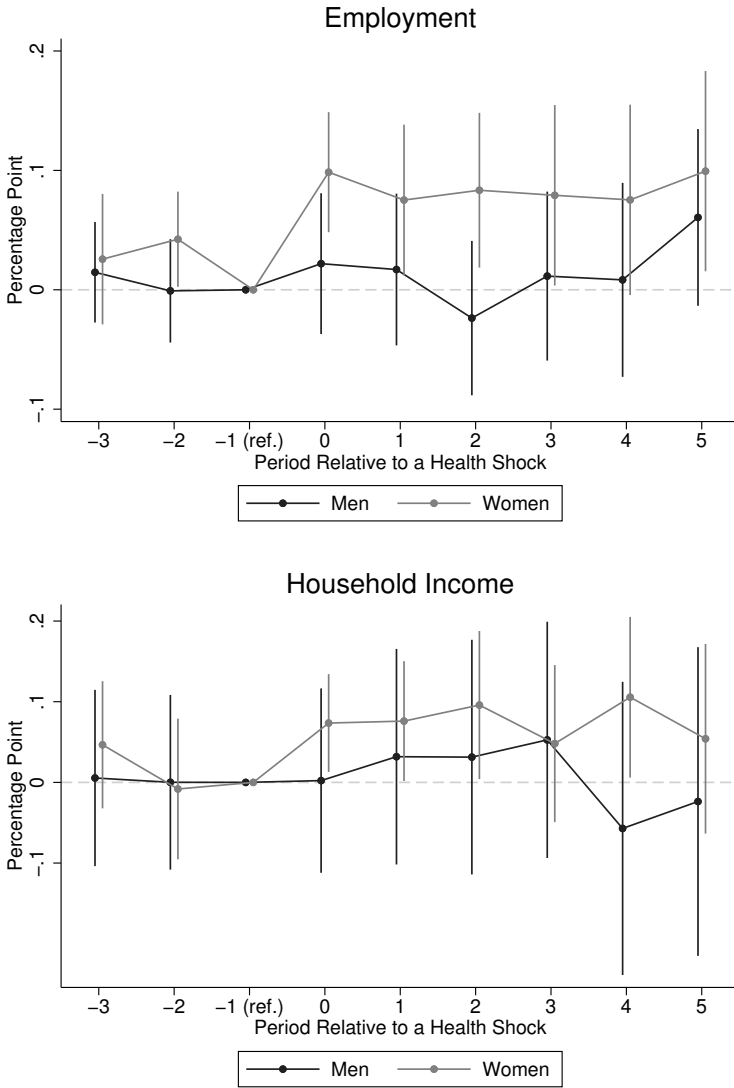 Employment
Percentage Point
.2
.1
0
-.1
−3 −2 −1 (ref.) 0 1 2 3 4 5
Period Relative to a Health Shock
Men Women
Household Income
Percentage Point
.2
.1
0
-.1
−3 −2 −1 (ref.) 0 1 2 3 4 5
Period Relative to a Health Shock
Men Women